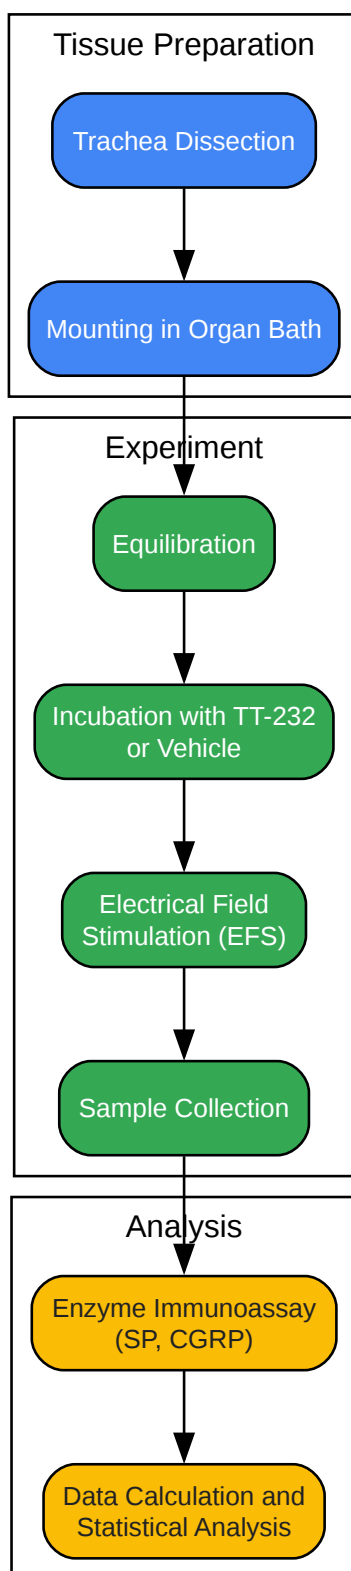 Tissue Preparation
Trachea Dissection
Mounting in Organ Bath
Experiment
Equilibration
Incubation with TT-232
or Vehicle
Electrical Field
Stimulation (EFS)
Sample Collection
Analysis
Enzyme Immunoassay
(SP, CGRP)
Data Calculation and
Statistical Analysis